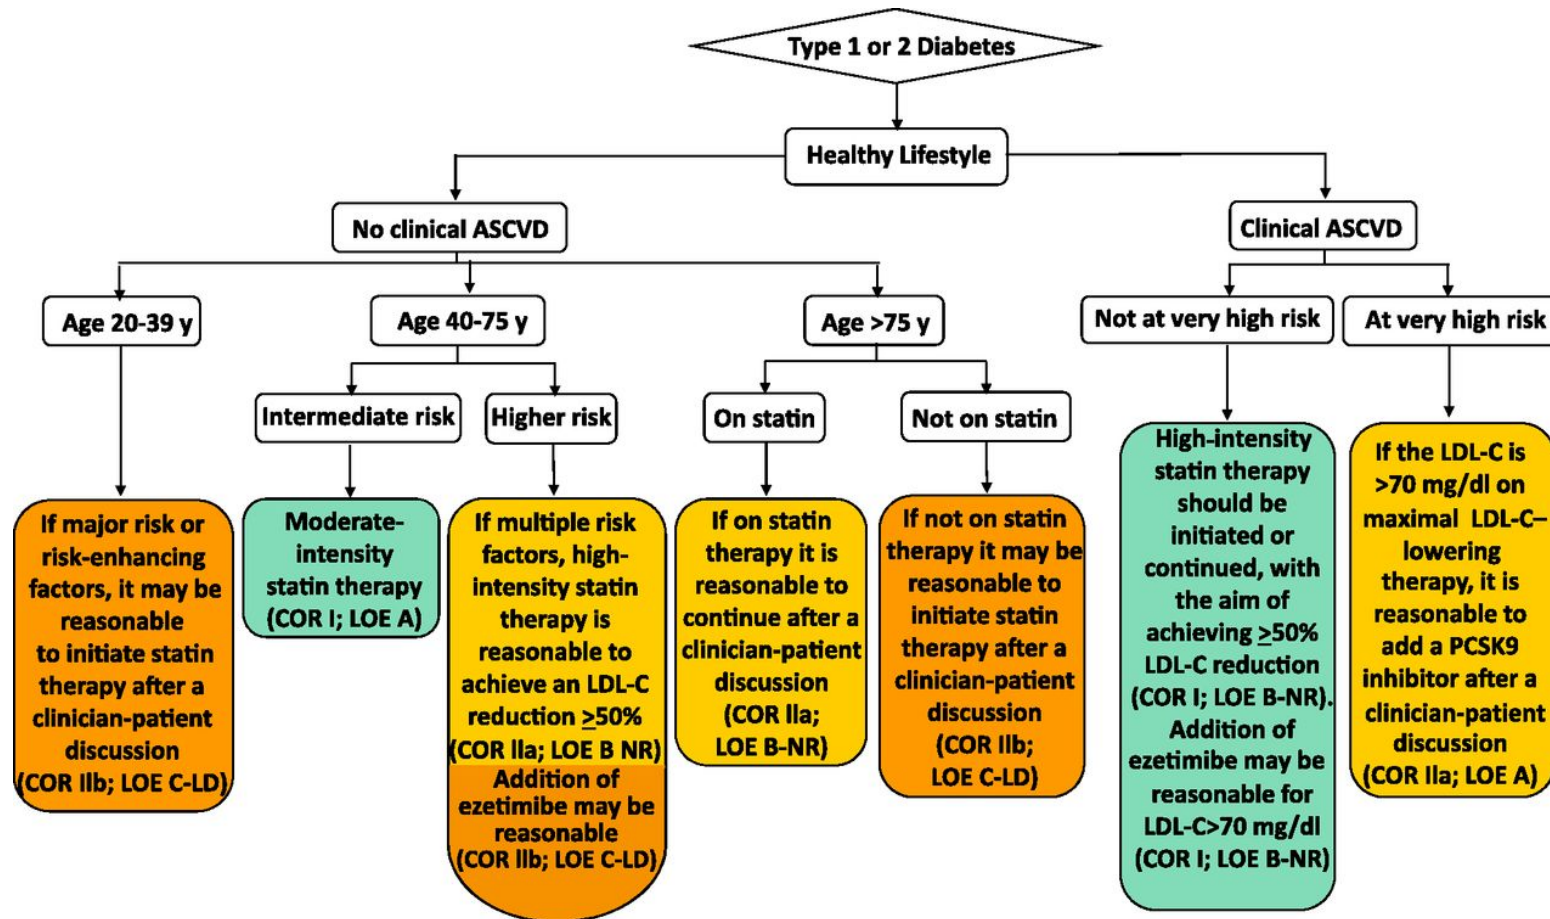 Type 1 or 2 Diabetes
Healthy Lifestyle
No clinical ASCVD
Clinical ASCVD
Age 20-39 y
Age 40-75 y
Age >75 y
Not at very high risk
At very high risk
Intermediate risk
Higher risk
On statin
Not on statin
If major risk or
risk-enhancing
factors, it may be
reasonable
to initiate statin
therapy after a
clinician-patient
discussion
(COR IIb; LOE C-LD)
Moderate-
intensity
statin therapy
(COR I; LOE A)
If multiple risk
factors, high-
intensity statin
therapy is
reasonable to
achieve an LDL-C
reduction ≥50%
(COR IIa; LOE B NR)
Addition of
ezetimibe may be
reasonable
(COR IIb; LOE C-LD)
If on statin
therapy it is
reasonable to
continue after a
clinician-patient
discussion
(COR IIa;
LOE B-NR)
If not on statin
therapy it may be
reasonable to
initiate statin
therapy after a
clinician-patient
discussion
(COR IIb;
LOE C-LD)
High-intensity
statin therapy
should be
initiated or
continued, with
the aim of
achieving ≥50%
LDL-C reduction
(COR I; LOE B-NR).
Addition of
ezetimibe may be
reasonable for
LDL-C>70 mg/dl
(COR I; LOE B-NR)
If the LDL-C is
>70 mg/dl on
maximal LDL-C–
lowering
therapy, it is
reasonable to
add a PCSK9
inhibitor after a
clinician-patient
discussion
(COR IIa; LOE A)